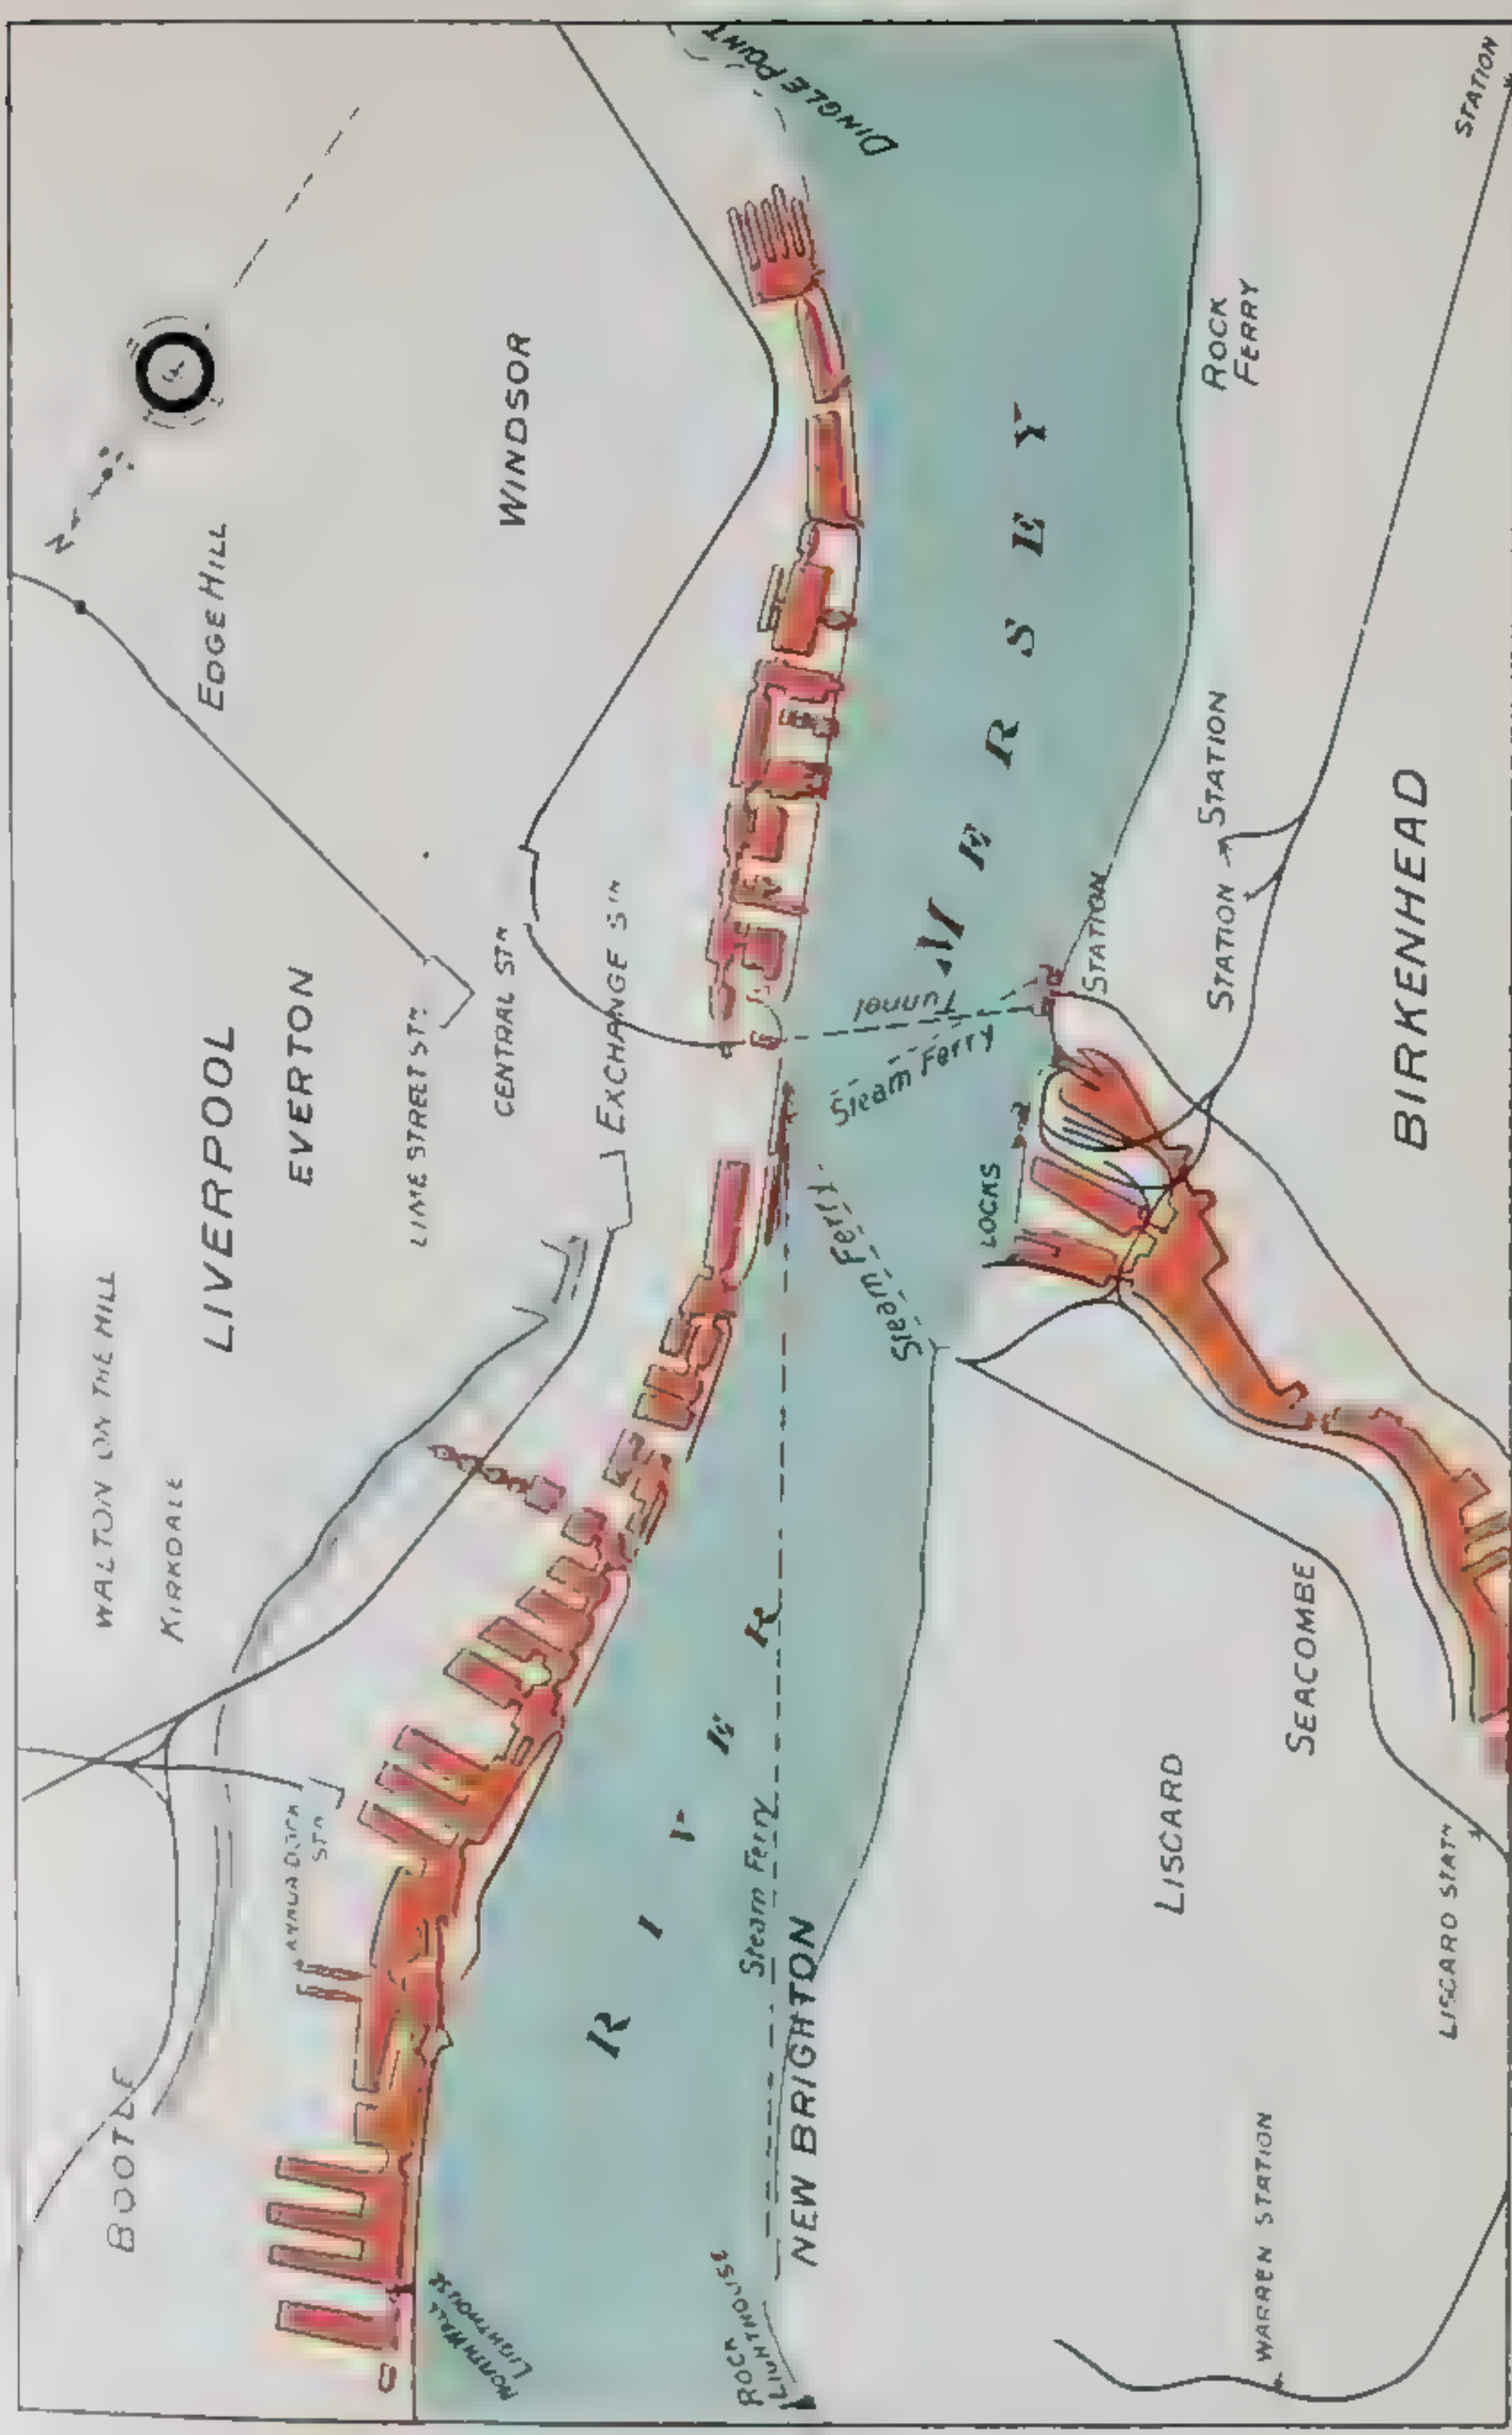 N
WALTON ON THE HILL
KIRKDALE
BOOTLE
LIVERPOOL
EVERTON
EDGE HILL
WINDSOR
LIME STREET STN
CENTRAL STN
EXCHANGE STN
DOCK
STN
NORTH WALL
LIGHTHOUSE
DINGLE POINT
RIVER MERSEY
Tunnel
Steam Ferry
Steam Ferry
Steam Ferry
ROCK
LIGHTHOUSE
NEW BRIGHTON
LOCKS
STATION
STATION
STATION
ROCK
FERRY
STATION
BIRKENHEAD
SEACOMBE
LISCARD
LISCARD STATN
WARREN STATION